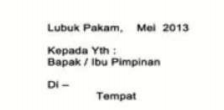 Lubuk Pakam, Mei 2013
Kepada Yth :
Bapak / Ibu Pimpinan
Di –
Tempat